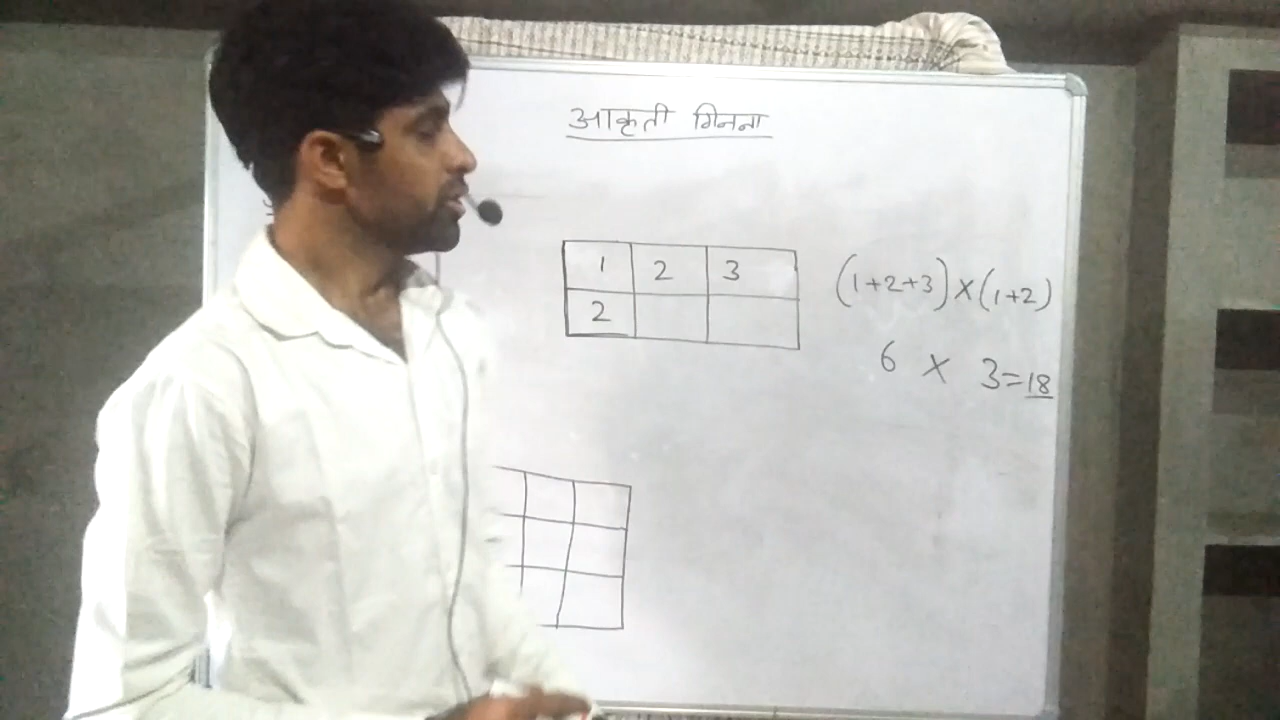 आकृती गिनना
1 2 3
2
(1+2+3)×(1+2)
6 × 3=18